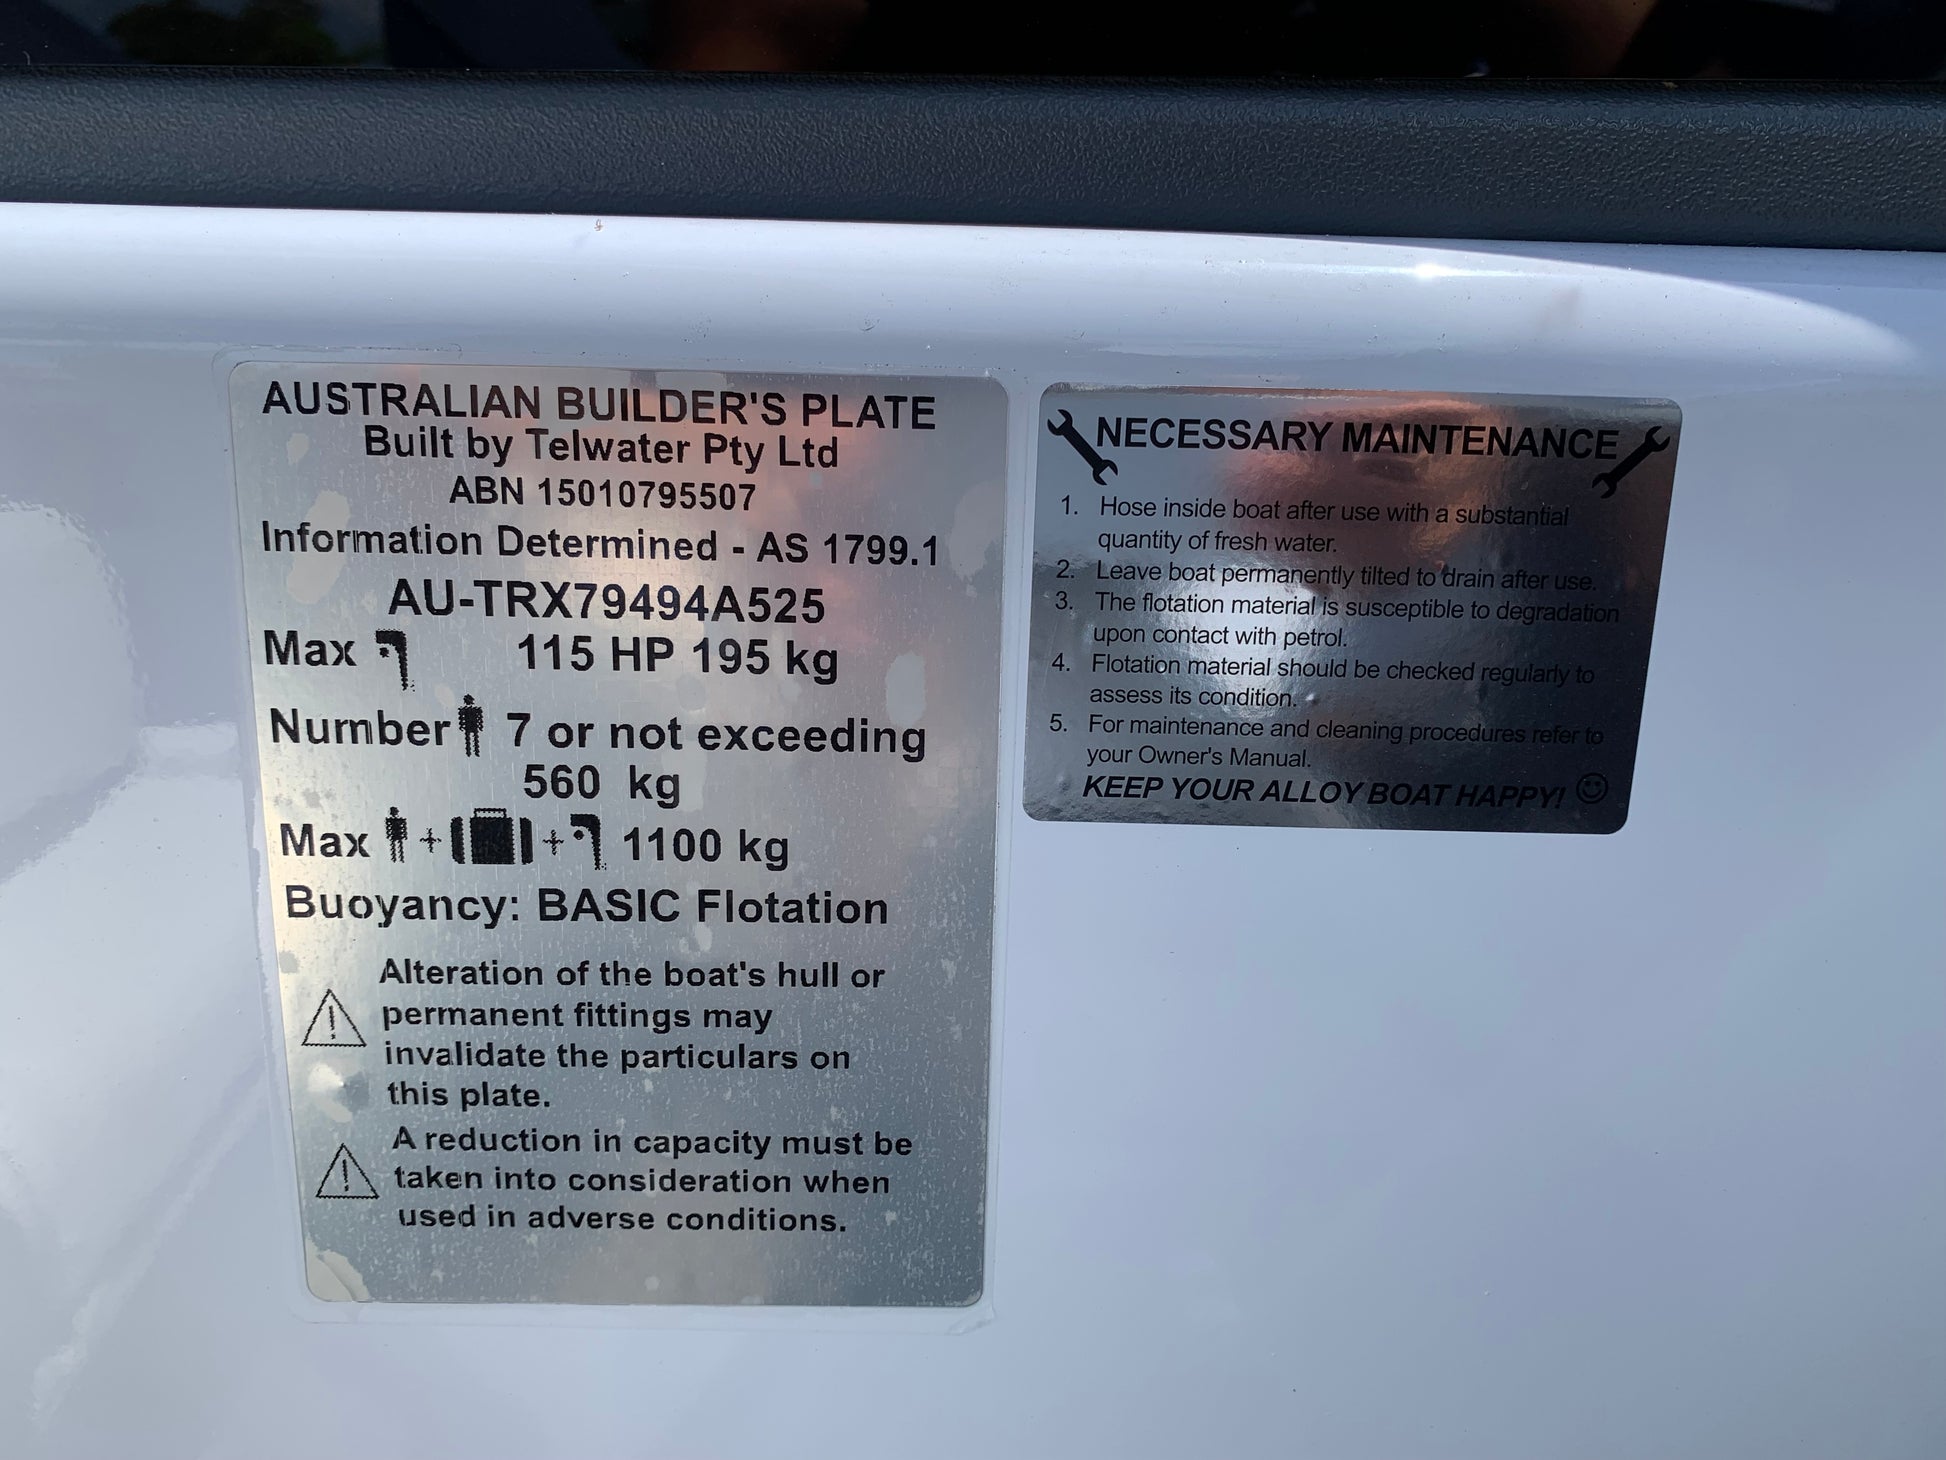 AUSTRALIAN BUILDER'S PLATE
Built by Telwater Pty Ltd
ABN 15010795507
Information Determined - AS 1799.1
AU-TRX79494A525
Max 115 HP 195 kg
Number 7 or not exceeding
560 kg
Max + + 1100 kg
Buoyancy: BASIC Flotation
Alteration of the boat's hull or
permanent fittings may
invalidate the particulars on
this plate.
A reduction in capacity must be
taken into consideration when
used in adverse conditions.
NECESSARY MAINTENANCE
1. Hose inside boat after use with a substantial
quantity of fresh water.
2. Leave boat permanently tilted to drain after use.
3. The flotation material is susceptible to degradation
upon contact with petrol.
4. Flotation material should be checked regularly to
assess its condition.
5. For maintenance and cleaning procedures refer to
your Owner's Manual.
KEEP YOUR ALLOY BOAT HAPPY!